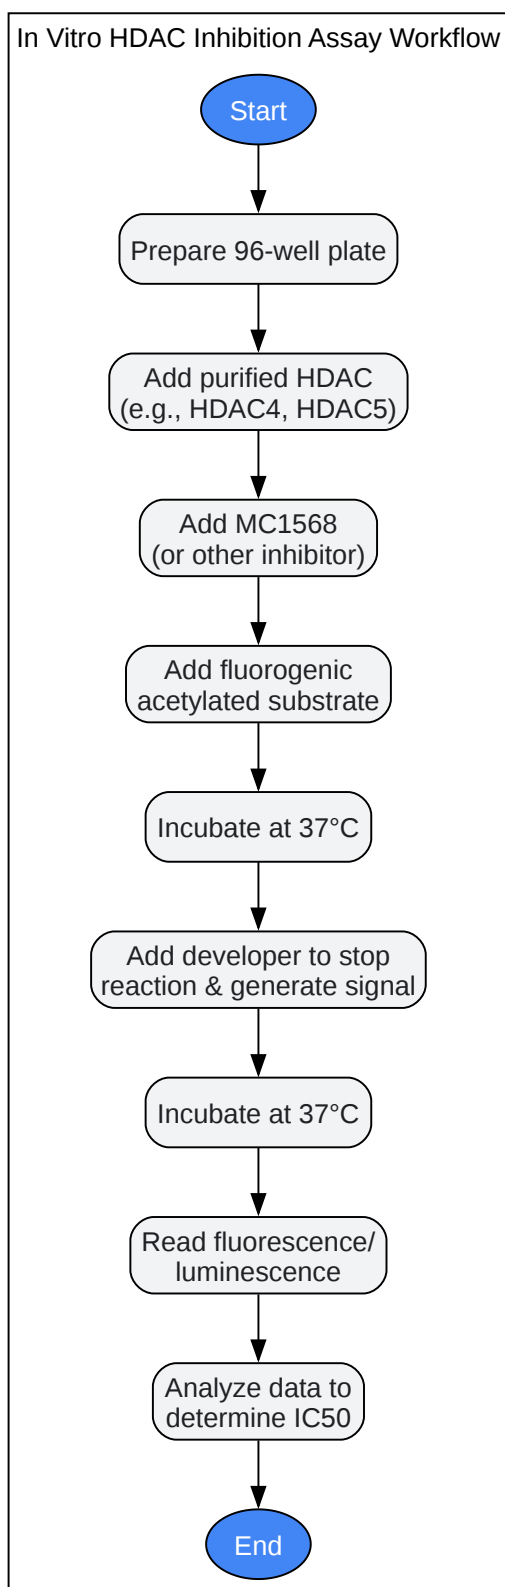 In Vitro HDAC Inhibition Assay Workflow
Start
Prepare 96-well plate
Add purified HDAC
(e.g., HDAC4, HDAC5)
Add MC1568
(or other inhibitor)
Add fluorogenic
acetylated substrate
Incubate at 37°C
Add developer to stop
reaction & generate signal
Incubate at 37°C
Read fluorescence/
luminescence
Analyze data to
determine IC50
End